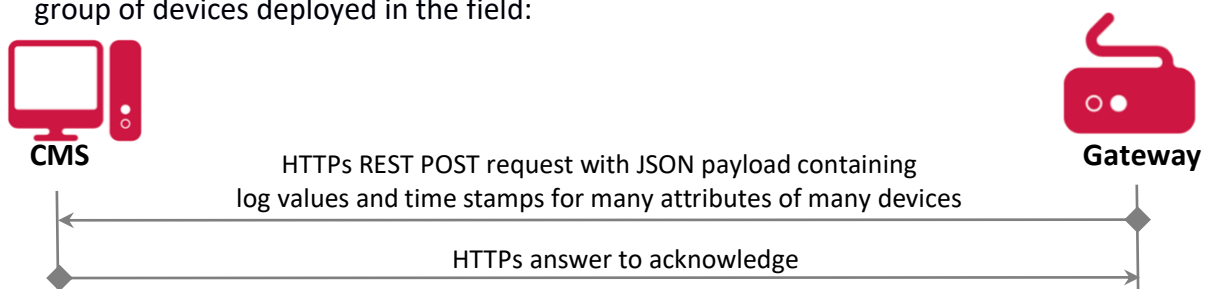 group of devices deployed in the field:
CMS
Gateway
HTTPs REST POST request with JSON payload containing
log values and time stamps for many attributes of many devices
HTTPs answer to acknowledge